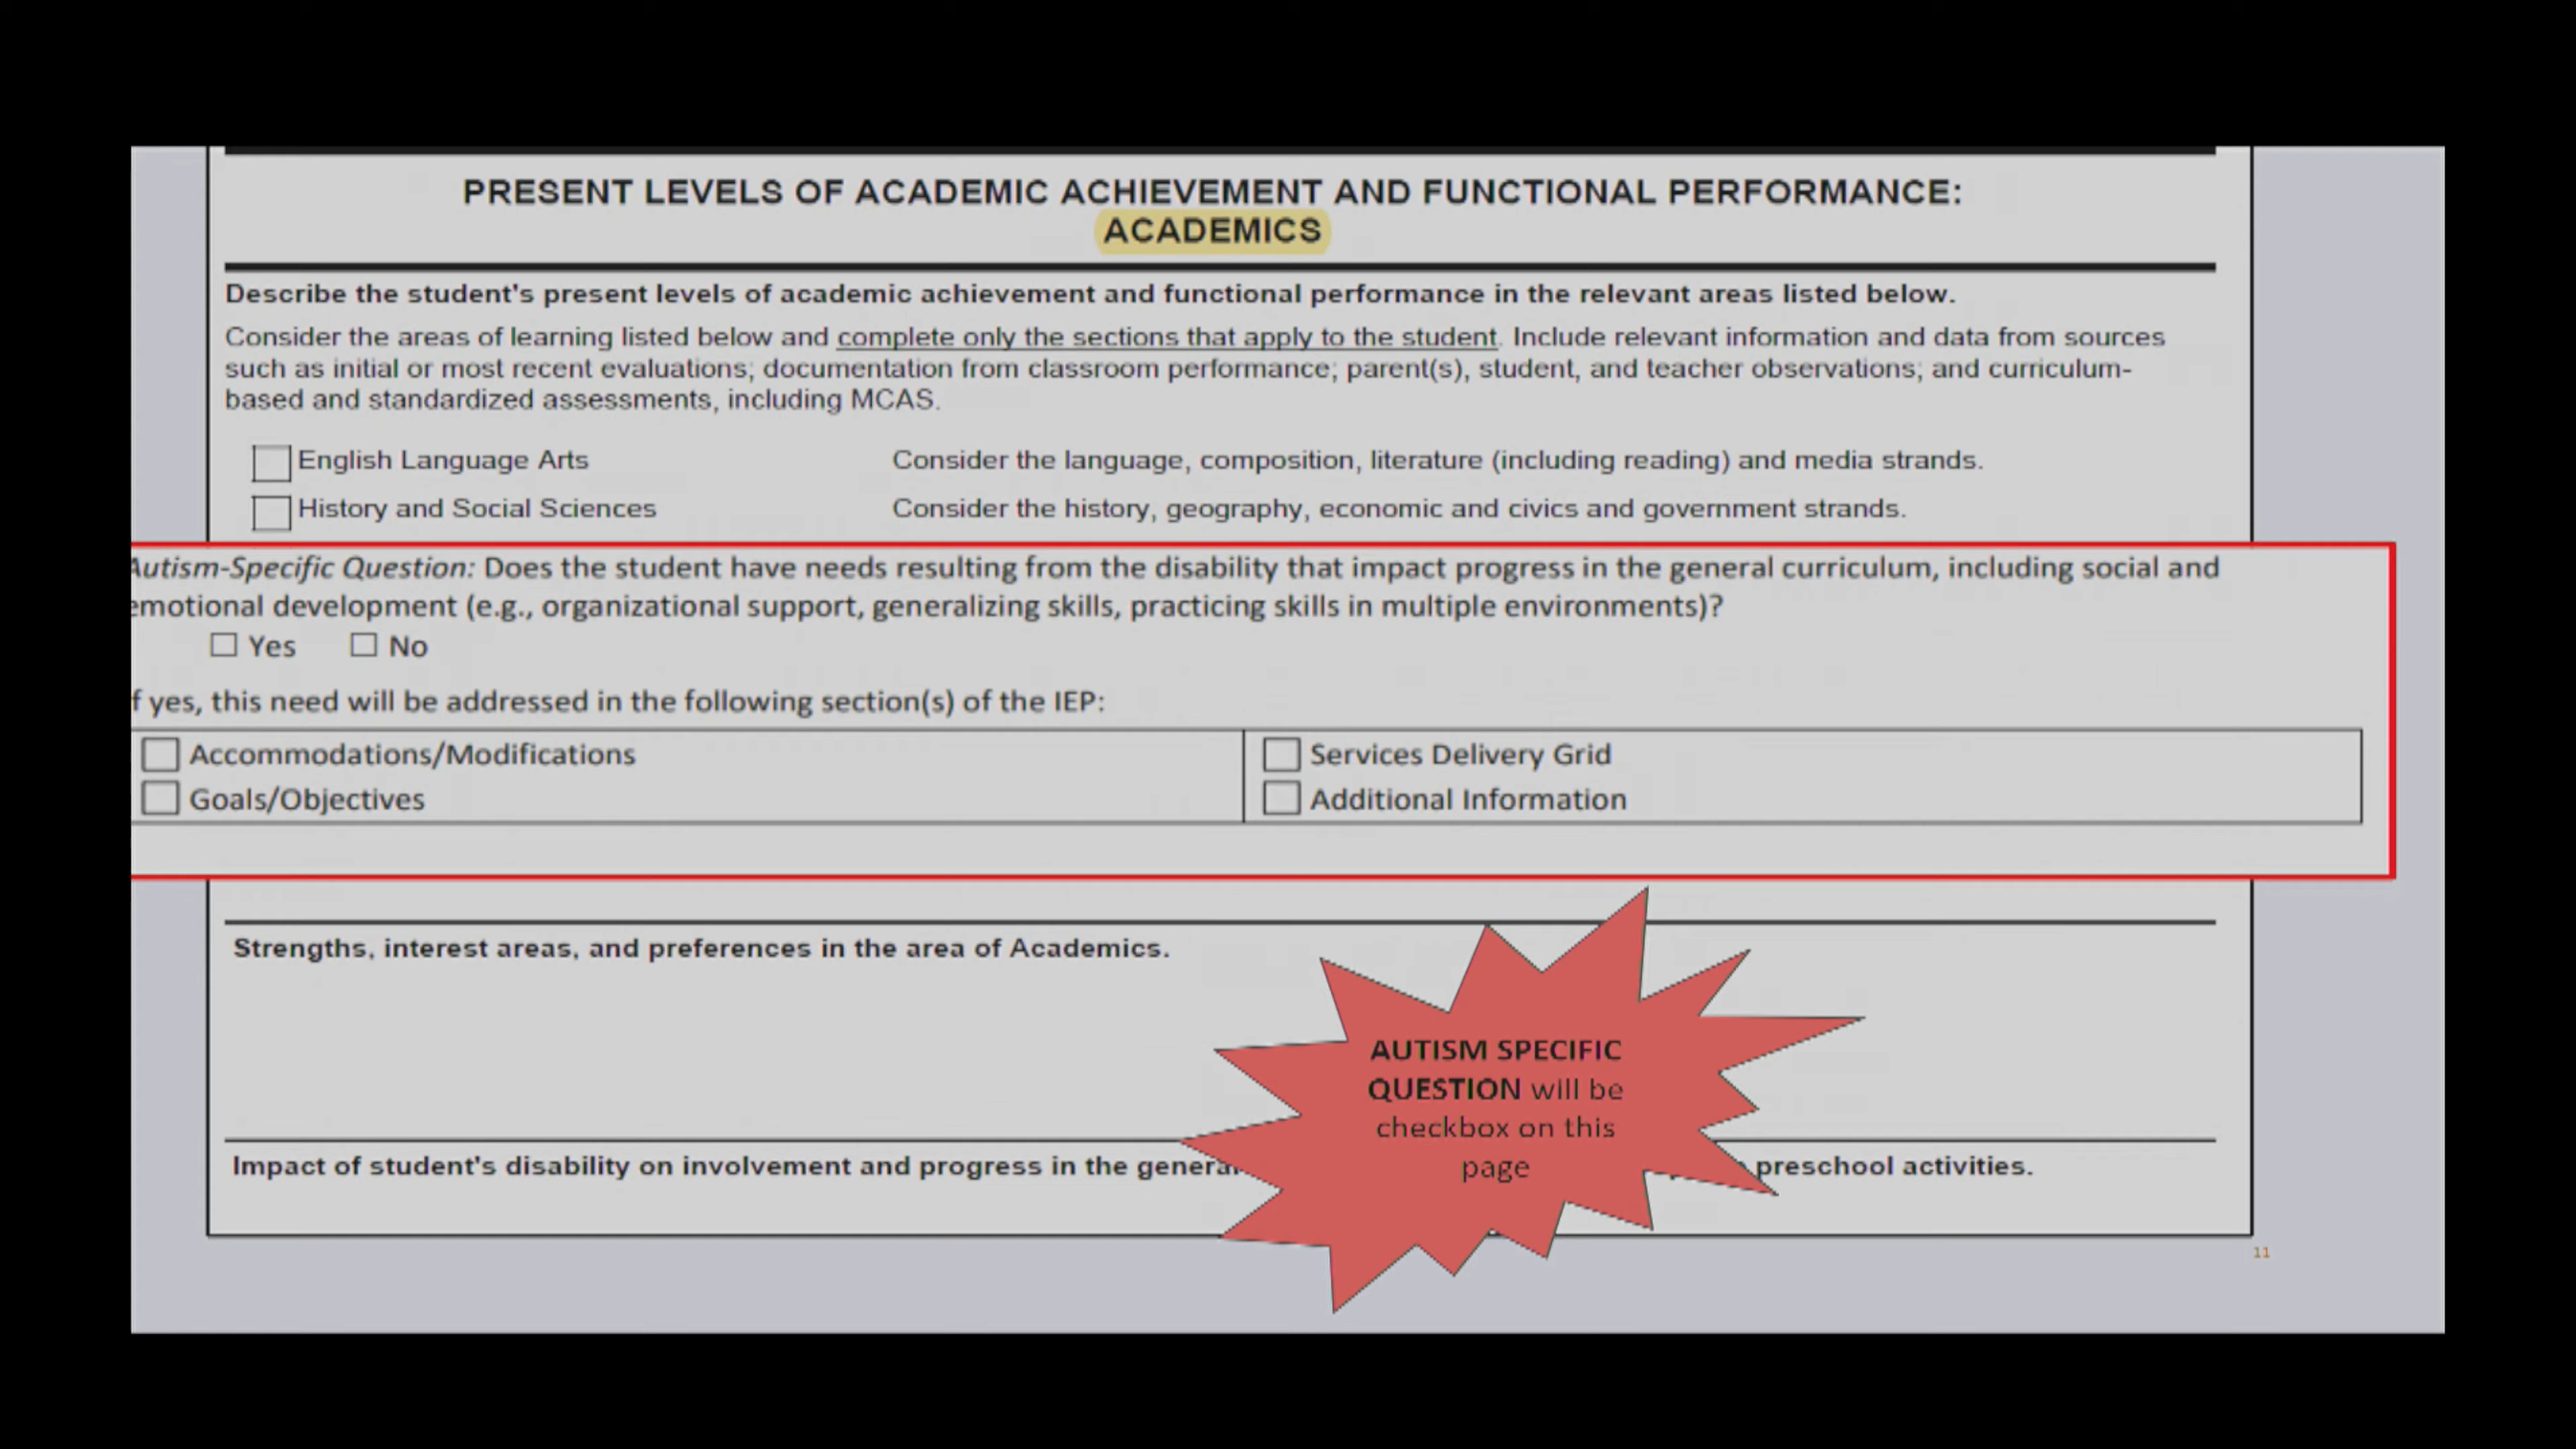 PRESENT LEVELS OF ACADEMIC ACHIEVEMENT AND FUNCTIONAL PERFORMANCE:
ACADEMICS
Describe the student's present levels of academic achievement and functional performance in the relevant areas listed below.
Consider the areas of learning listed below and complete only the sections that apply to the student. Include relevant information and data from sources
such as initial or most recent evaluations; documentation from classroom performance; parent(s), student, and teacher observations; and curriculum-
based and standardized assessments, including MCAS.
English Language Arts Consider the language, composition, literature (including reading) and media strands.
History and Social Sciences Consider the history, geography, economic and civics and government strands.
Autism-Specific Question: Does the student have needs resulting from the disability that impact progress in the general curriculum, including social and
emotional development (e.g., organizational support, generalizing skills, practicing skills in multiple environments)?
☐ Yes ☐ No
f yes, this need will be addressed in the following section(s) of the IEP:
Accommodations/Modifications Services Delivery Grid
Goals/Objectives Additional Information
Strengths, interest areas, and preferences in the area of Academics.
Impact of student's disability on involvement and progress in the general preschool activities.
AUTISM SPECIFIC
QUESTION will be
checkbox on this
page
11